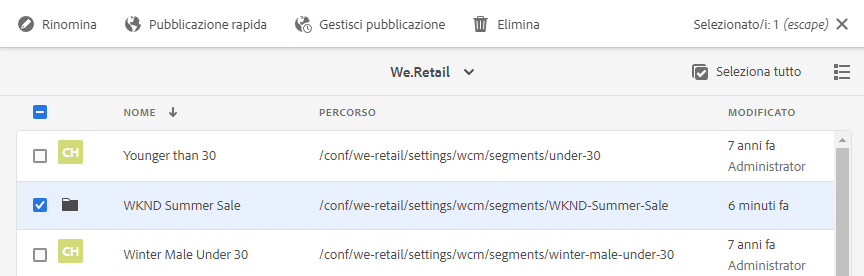 Rinomina Pubblicazione rapida Gestisci pubblicazione Elimina Selezionato/i: 1 (escape)
We.Retail Seleziona tutto
NOME PERCORSO MODIFICATO
CH Younger than 30 /conf/we-retail/settings/wcm/segments/under-30 7 anni fa
Administrator
WKND Summer Sale /conf/we-retail/settings/wcm/segments/WKND-Summer-Sale 6 minuti fa
CH Winter Male Under 30 /conf/we-retail/settings/wcm/segments/winter-male-under-30 7 anni fa
Administrator